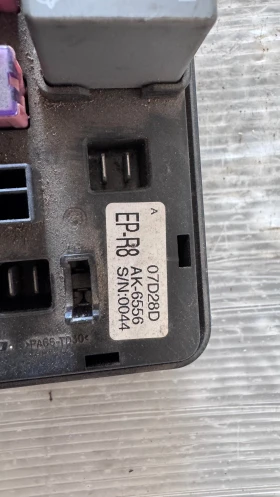 A
07D28D
EP-R8 AK-6556
S/N:0044
>PA66-TD30<